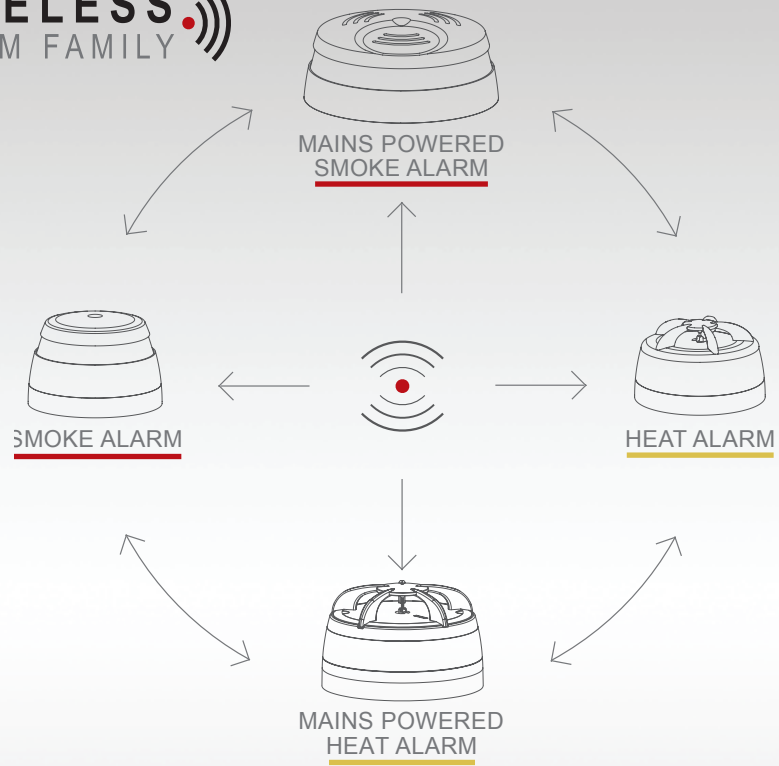 ELESS
M FAMILY
MAINS POWERED
SMOKE ALARM
SMOKE ALARM
HEAT ALARM
MAINS POWERED
HEAT ALARM